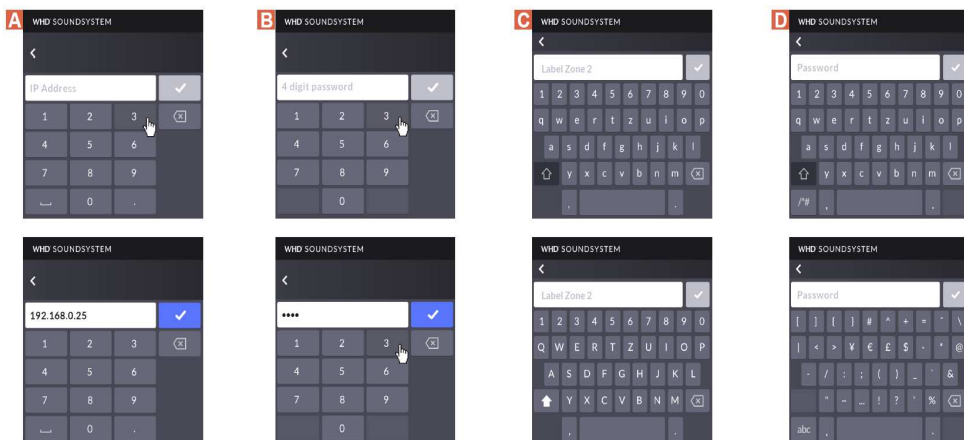 A
WHD SOUNDSYSTEM
IP Address
1 2 3
4 5 6
7 8 9
0 .
B
WHD SOUNDSYSTEM
4 digit password
1 2 3
4 5 6
7 8 9
0
C
WHD SOUNDSYSTEM
Label Zone 2
1 2 3 4 5 6 7 8 9 0
q w e r t z u i o p
a s d f g h j k l
y x c v b n m
, .
D
WHD SOUNDSYSTEM
Password
1 2 3 4 5 6 7 8 9 0
q w e r t z u i o p
a s d f g h j k l
y x c v b n m
/*# , .
WHD SOUNDSYSTEM
192.168.0.25
1 2 3
4 5 6
7 8 9
0 .
WHD SOUNDSYSTEM
••••
1 2 3
4 5 6
7 8 9
0
WHD SOUNDSYSTEM
Label Zone 2
1 2 3 4 5 6 7 8 9 0
Q W E R T Z U I O P
A S D F G H J K L
Y X C V B N M
, .
WHD SOUNDSYSTEM
Password
[ ] { } # ^ + = \
| < > ¥ € £ $ * @
- / : ; ( ) _ &
" ~ … ! ? %
abc , .